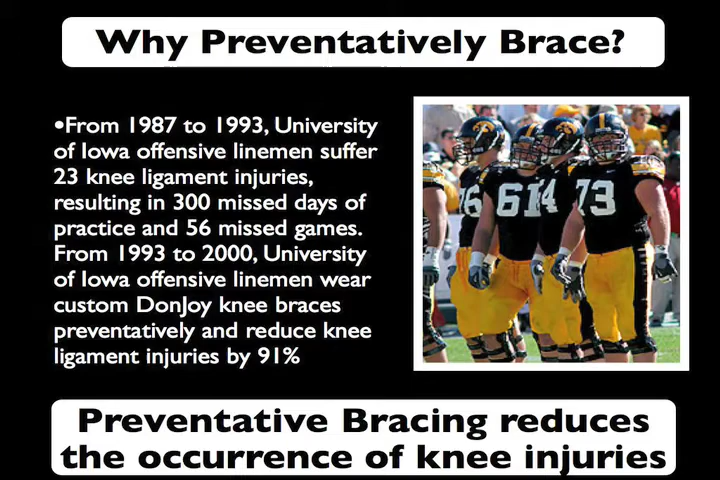 Why Preventatively Brace?
•From 1987 to 1993, University
of Iowa offensive linemen suffer
23 knee ligament injuries,
resulting in 300 missed days of
practice and 56 missed games.
From 1993 to 2000, University
of Iowa offensive linemen wear
custom DonJoy knee braces
preventatively and reduce knee
ligament injuries by 91%
76 61 74 73
Preventative Bracing reduces
the occurrence of knee injuries